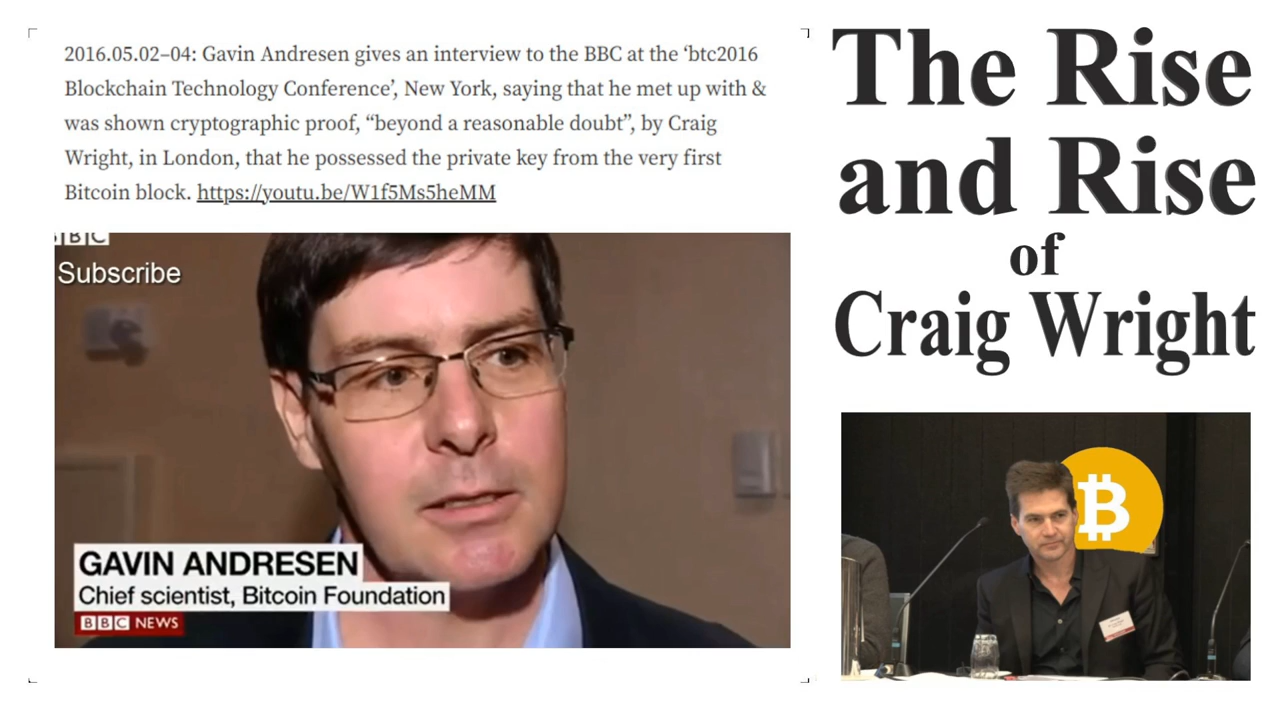 2016.05.02–04: Gavin Andresen gives an interview to the BBC at the ‘btc2016
Blockchain Technology Conference’, New York, saying that he met up with &
was shown cryptographic proof, “beyond a reasonable doubt”, by Craig
Wright, in London, that he possessed the private key from the very first
Bitcoin block. https://youtu.be/W1f5Ms5heMM
BBC
Subscribe
GAVIN ANDRESEN
Chief scientist, Bitcoin Foundation
BBC NEWS
The Rise
and Rise
of
Craig Wright